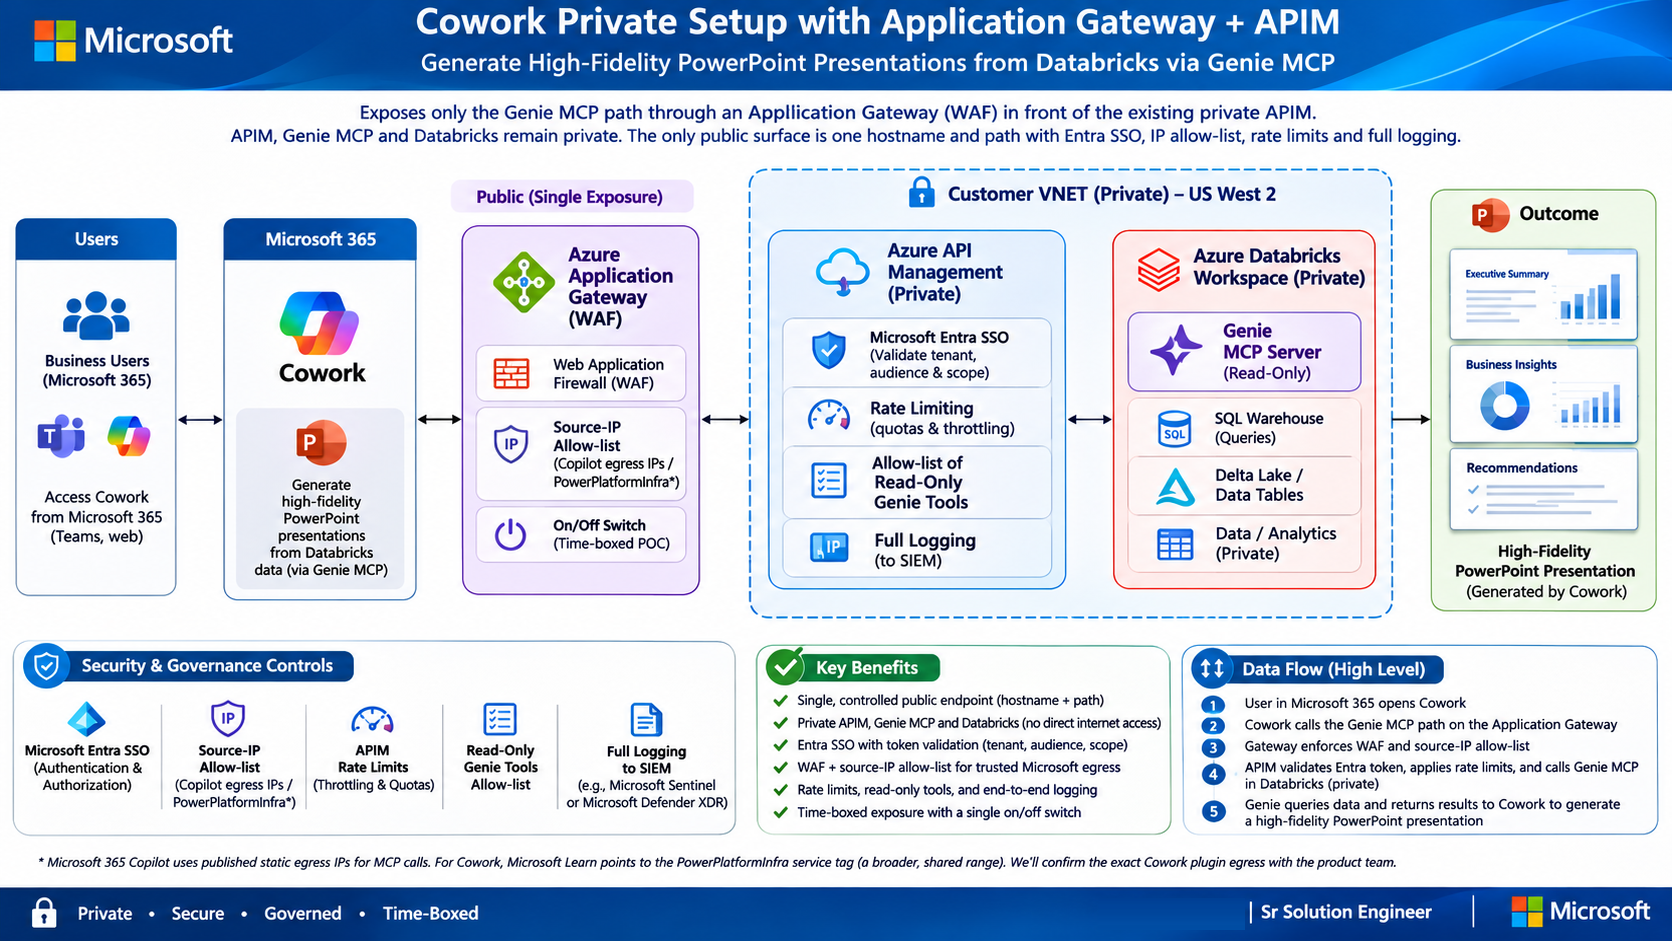 Microsoft
Cowork Private Setup with Application Gateway + APIM
Generate High-Fidelity PowerPoint Presentations from Databricks via Genie MCP
Exposes only the Genie MCP path through an Appllication Gateway (WAF) in front of the existing private APIM.
APIM, Genie MCP and Databricks remain private. The only public surface is one hostname and path with Entra SSO, IP allow-list, rate limits and full logging.
Users
Business Users
(Microsoft 365)
T
Access Cowork
from Microsoft 365
(Teams, web)
Microsoft 365
Cowork
P
Generate
high-fidelity
PowerPoint
presentations
from Databricks
data (via Genie MCP)
Public (Single Exposure)
Azure
Application
Gateway
(WAF)
Web Application
Firewall (WAF)
IP
Source-IP
Allow-list
(Copilot egress IPs /
PowerPlatformInfra*)
On/Off Switch
(Time-boxed POC)
Customer VNET (Private) – US West 2
Azure API
Management
(Private)
Microsoft Entra SSO
(Validate tenant,
audience & scope)
Rate Limiting
(quotas & throttling)
Allow-list of
Read-Only
Genie Tools
IP
Full Logging
(to SIEM)
Azure Databricks
Workspace (Private)
Genie
MCP Server
(Read-Only)
SQL
SQL Warehouse
(Queries)
Delta Lake /
Data Tables
Data / Analytics
(Private)
P
Outcome
Executive Summary
Business Insights
Recommendations
High-Fidelity
PowerPoint Presentation
(Generated by Cowork)
Security & Governance Controls
Microsoft Entra SSO
(Authentication &
Authorization)
IP
Source-IP
Allow-list
(Copilot egress IPs /
PowerPlatformInfra*)
APIM
Rate Limits
(Throttling & Quotas)
Read-Only
Genie Tools
Allow-list
Full Logging
to SIEM
(e.g., Microsoft Sentinel
or Microsoft Defender XDR)
Key Benefits
Single, controlled public endpoint (hostname + path)
Private APIM, Genie MCP and Databricks (no direct internet access)
Entra SSO with token validation (tenant, audience, scope)
WAF + source-IP allow-list for trusted Microsoft egress
Rate limits, read-only tools, and end-to-end logging
Time-boxed exposure with a single on/off switch
Data Flow (High Level)
1 User in Microsoft 365 opens Cowork
2 Cowork calls the Genie MCP path on the Application Gateway
3 Gateway enforces WAF and source-IP allow-list
4 APIM validates Entra token, applies rate limits, and calls Genie MCP
in Databricks (private)
5 Genie queries data and returns results to Cowork to generate
a high-fidelity PowerPoint presentation
* Microsoft 365 Copilot uses published static egress IPs for MCP calls. For Cowork, Microsoft Learn points to the PowerPlatformInfra service tag (a broader, shared range). We'll confirm the exact Cowork plugin egress with the product team.
Private • Secure • Governed • Time-Boxed
| Sr Solution Engineer
Microsoft